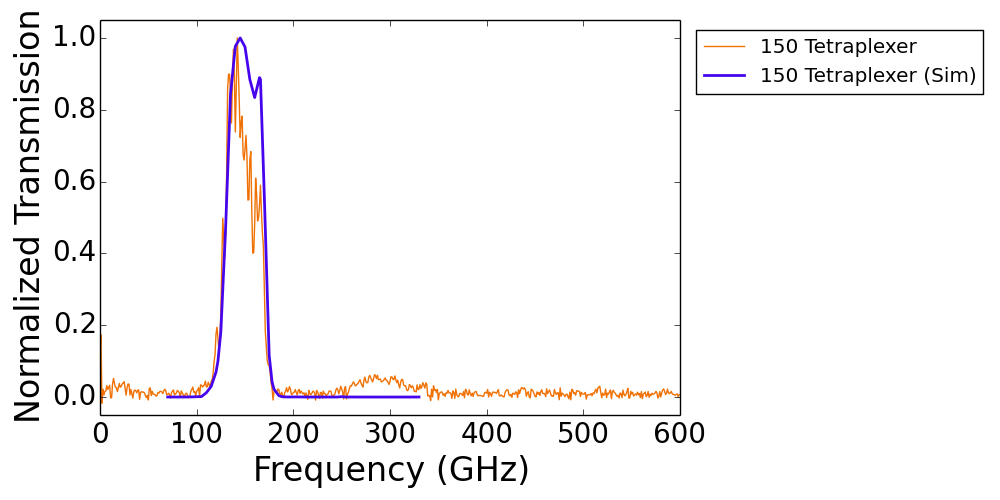 Normalized Transmission
1.0
0.8
0.6
0.4
0.2
0.0
0 100 200 300 400 500 600
Frequency (GHz)
150 Tetraplexer
150 Tetraplexer (Sim)